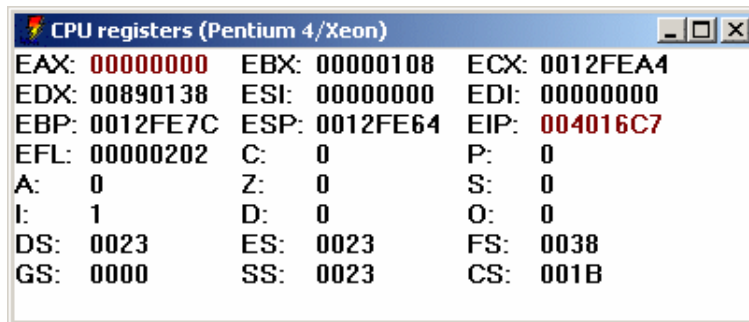 CPU registers (Pentium 4/Xeon)
EAX: 00000000 EBX: 00000108 ECX: 0012FEA4
EDX: 00890138 ESI: 00000000 EDI: 00000000
EBP: 0012FE7C ESP: 0012FE64 EIP: 004016C7
EFL: 00000202 C: 0 P: 0
A: 0 Z: 0 S: 0
I: 1 D: 0 O: 0
DS: 0023 ES: 0023 FS: 0038
GS: 0000 SS: 0023 CS: 001B